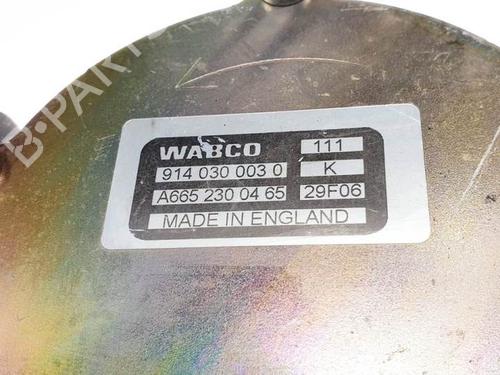 B-PARTS
WABCO 111
914 030 003 0 K
A665 230 04 65 29F06
MADE IN ENGLAND